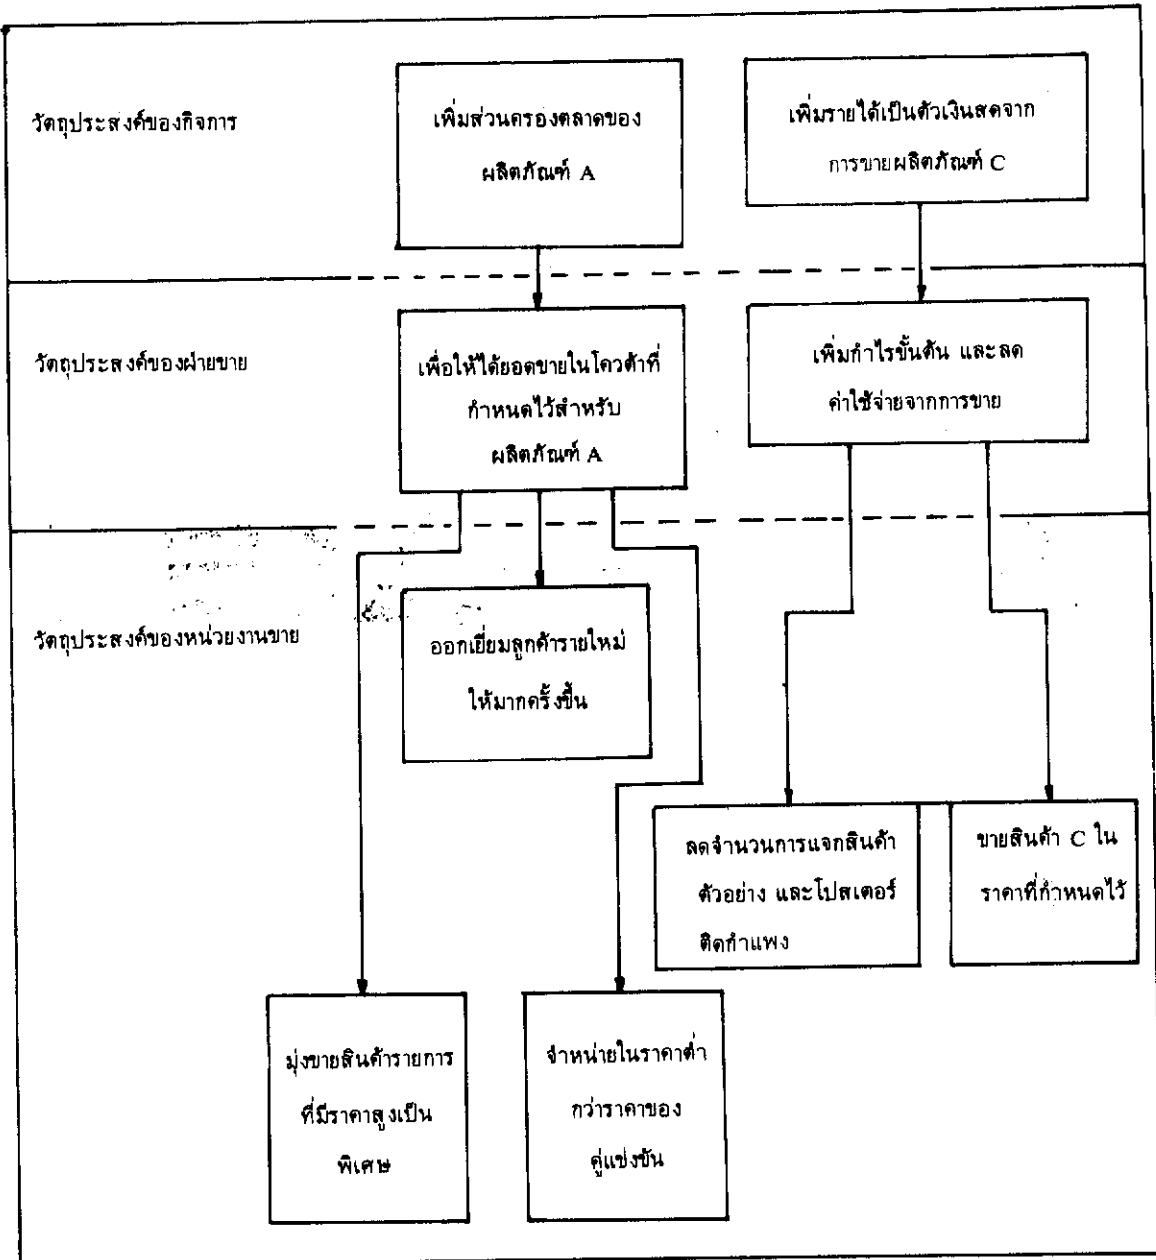 วัตถุประสงค์ของกิจการ
เพิ่มส่วนครองตลาดของ
ผลิตภัณฑ์ A
เพิ่มรายได้เป็นตัวเงินสดจาก
การขายผลิตภัณฑ์ C
วัตถุประสงค์ของฝ่ายขาย
เพื่อให้ได้ยอดขายในโควต้าที่
กำหนดไว้สำหรับ
ผลิตภัณฑ์ A
เพิ่มกำไรขั้นต้น และลด
ค่าใช้จ่ายจากการขาย
วัตถุประสงค์ของหน่วยงานขาย
ออกเยี่ยมลูกค้ารายใหม่
ให้มากครั้งขึ้น
ลดจำนวนการแจกสินค้า
ตัวอย่าง และโปสเตอร์
ติดกำแพง
ขายสินค้า C ใน
ราคาที่กำหนดไว้
มุ่งขายสินค้ารายการ
ที่มีราคาสูงเป็น
พิเศษ
จำหน่ายในราคาต่ำ
กว่าราคาของ
คู่แข่งขัน